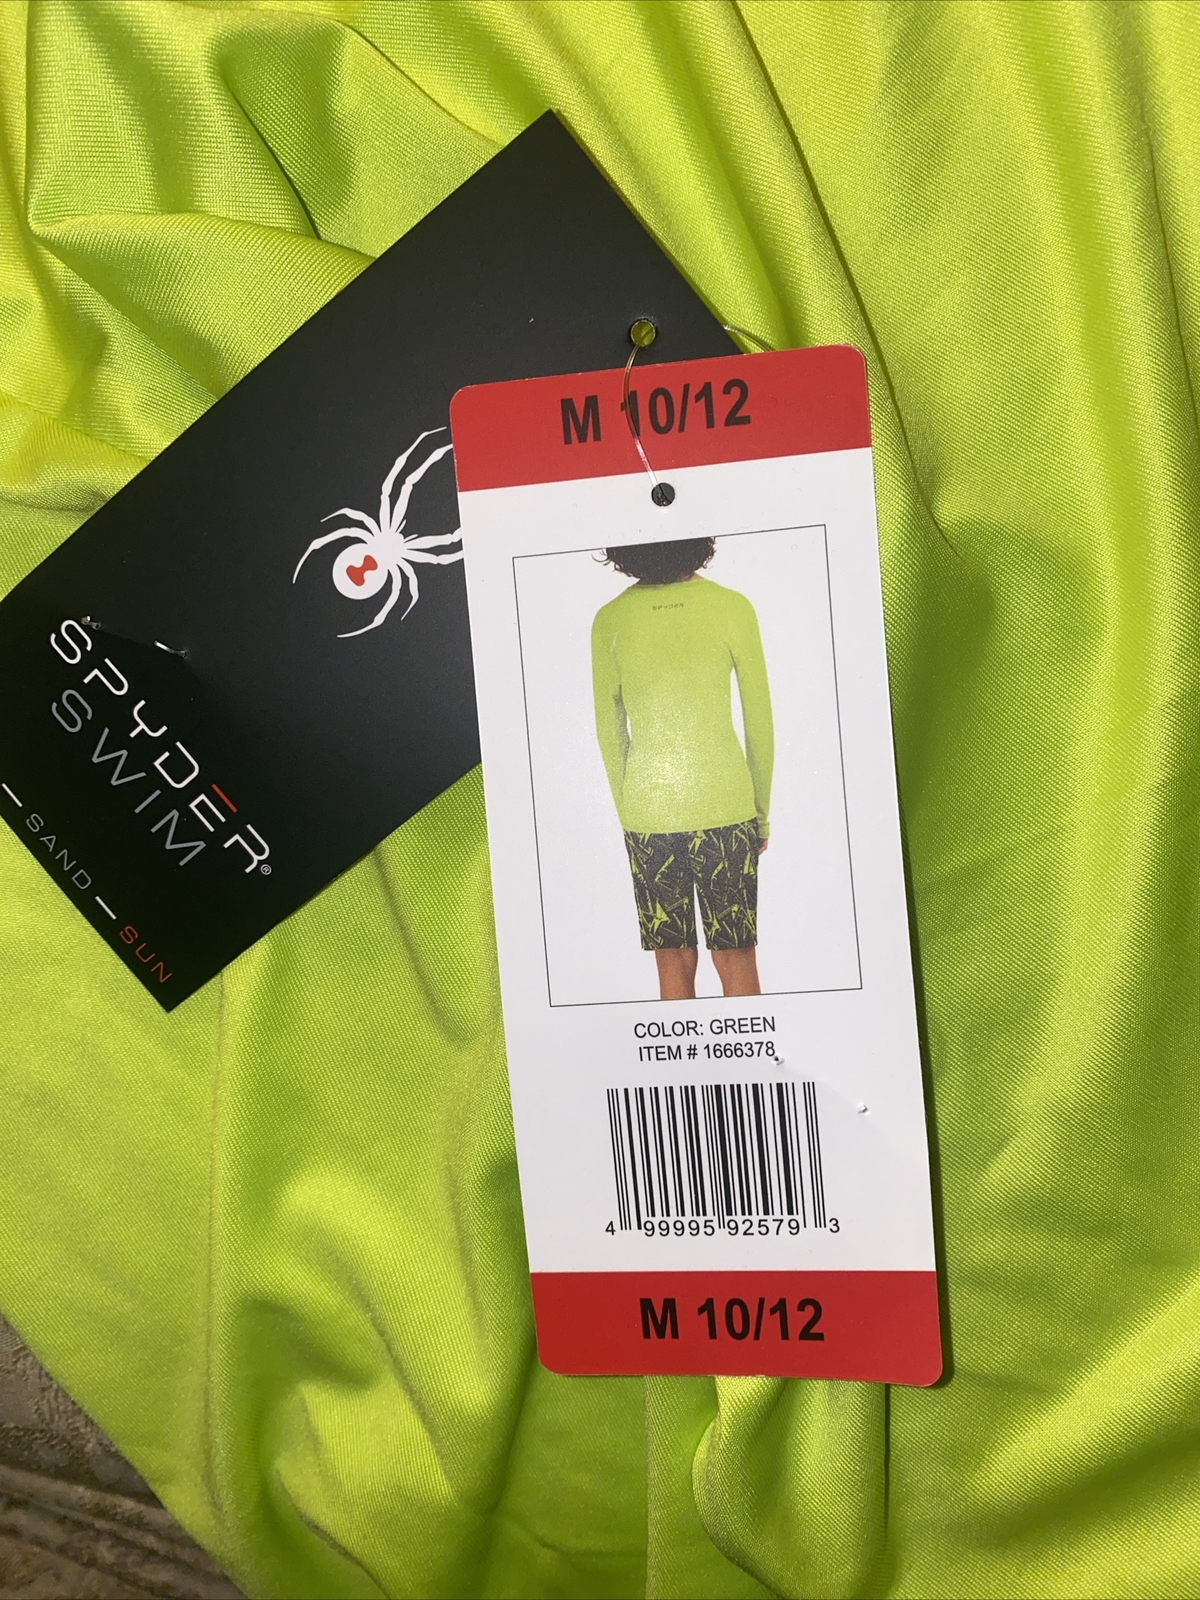 SPYDER®
SWIM
— SAND — SUN
M 10/12
SPYDER
COLOR: GREEN
ITEM # 1666378
4 99995 92579 3
M 10/12